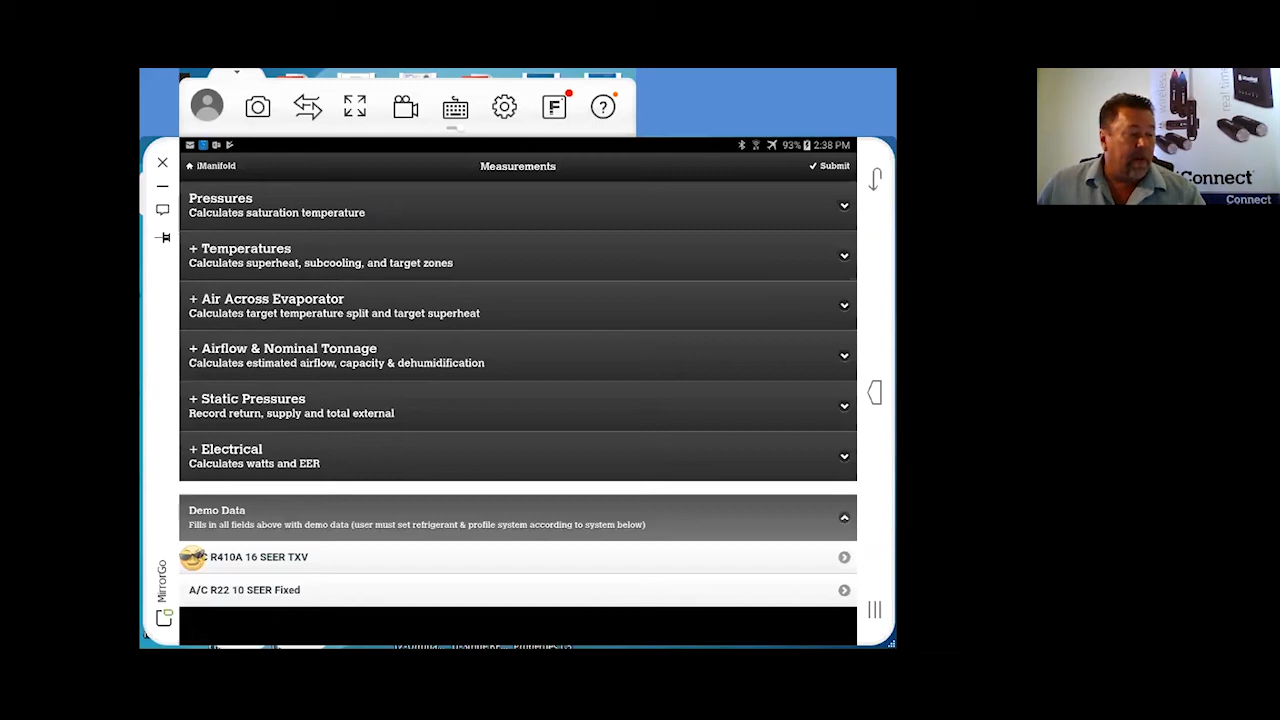 93% 2:38 PM
iManifold
Measurements
Submit
Pressures
Calculates saturation temperature
+ Temperatures
Calculates superheat, subcooling, and target zones
+ Air Across Evaporator
Calculates target temperature split and target superheat
+ Airflow & Nominal Tonnage
Calculates estimated airflow, capacity & dehumidification
+ Static Pressures
Record return, supply and total external
+ Electrical
Calculates watts and EER
Demo Data
Fills in all fields above with demo data (user must set refrigerant & profile system according to system below)
C R410A 16 SEER TXV
A/C R22 10 SEER Fixed
MirrorGo
wireless
real time
Connect
Connect